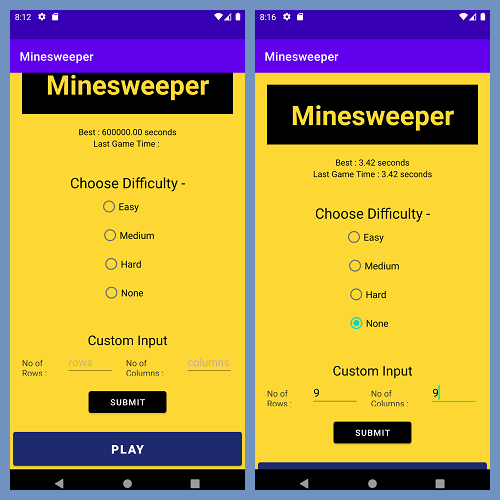 8:12
Minesweeper
Minesweeper
Best : 600000.00 seconds
Last Game Time :
Choose Difficulty -
Easy
Medium
Hard
None
Custom Input
No of Rows :
rows
No of Columns :
columns
SUBMIT
PLAY
8:16
Minesweeper
Minesweeper
Best : 3.42 seconds
Last Game Time : 3.42 seconds
Choose Difficulty -
Easy
Medium
Hard
None
Custom Input
No of Rows :
9
No of Columns :
9
SUBMIT